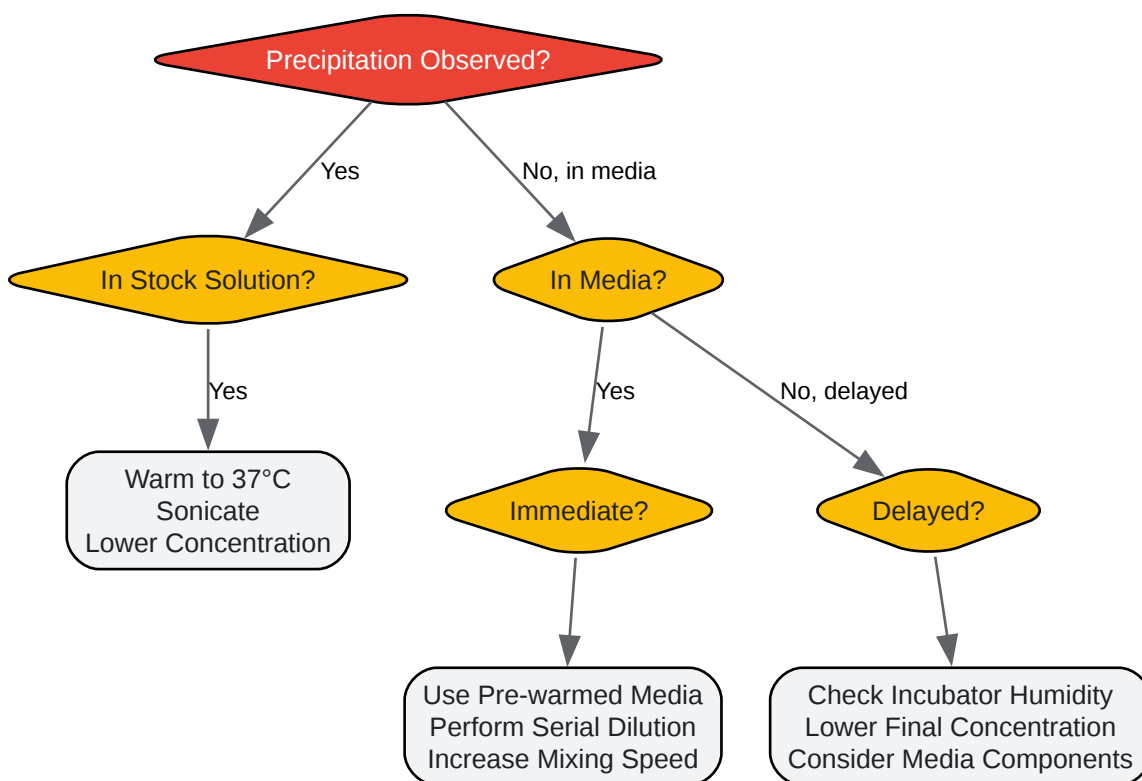 Precipitation Observed?
Yes
No, in media
In Stock Solution?
In Media?
Yes
Yes
No, delayed
Warm to 37°C
Sonicate
Lower Concentration
Immediate?
Delayed?
Use Pre-warmed Media
Perform Serial Dilution
Increase Mixing Speed
Check Incubator Humidity
Lower Final Concentration
Consider Media Components